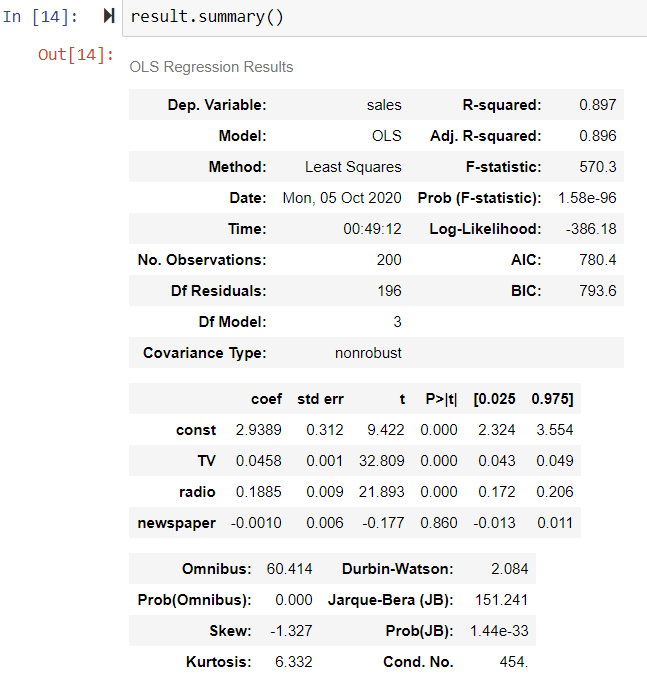 In [14]: result.summary()
Out[14]:
OLS Regression Results
Dep. Variable: sales R-squared: 0.897
Model: OLS Adj. R-squared: 0.896
Method: Least Squares F-statistic: 570.3
Date: Mon, 05 Oct 2020 Prob (F-statistic): 1.58e-96
Time: 00:49:12 Log-Likelihood: -386.18
No. Observations: 200 AIC: 780.4
Df Residuals: 196 BIC: 793.6
Df Model: 3
Covariance Type: nonrobust
coef std err t P>|t| [0.025 0.975]
const 2.9389 0.312 9.422 0.000 2.324 3.554
TV 0.0458 0.001 32.809 0.000 0.043 0.049
radio 0.1885 0.009 21.893 0.000 0.172 0.206
newspaper -0.0010 0.006 -0.177 0.860 -0.013 0.011
Omnibus: 60.414 Durbin-Watson: 2.084
Prob(Omnibus): 0.000 Jarque-Bera (JB): 151.241
Skew: -1.327 Prob(JB): 1.44e-33
Kurtosis: 6.332 Cond. No. 454.